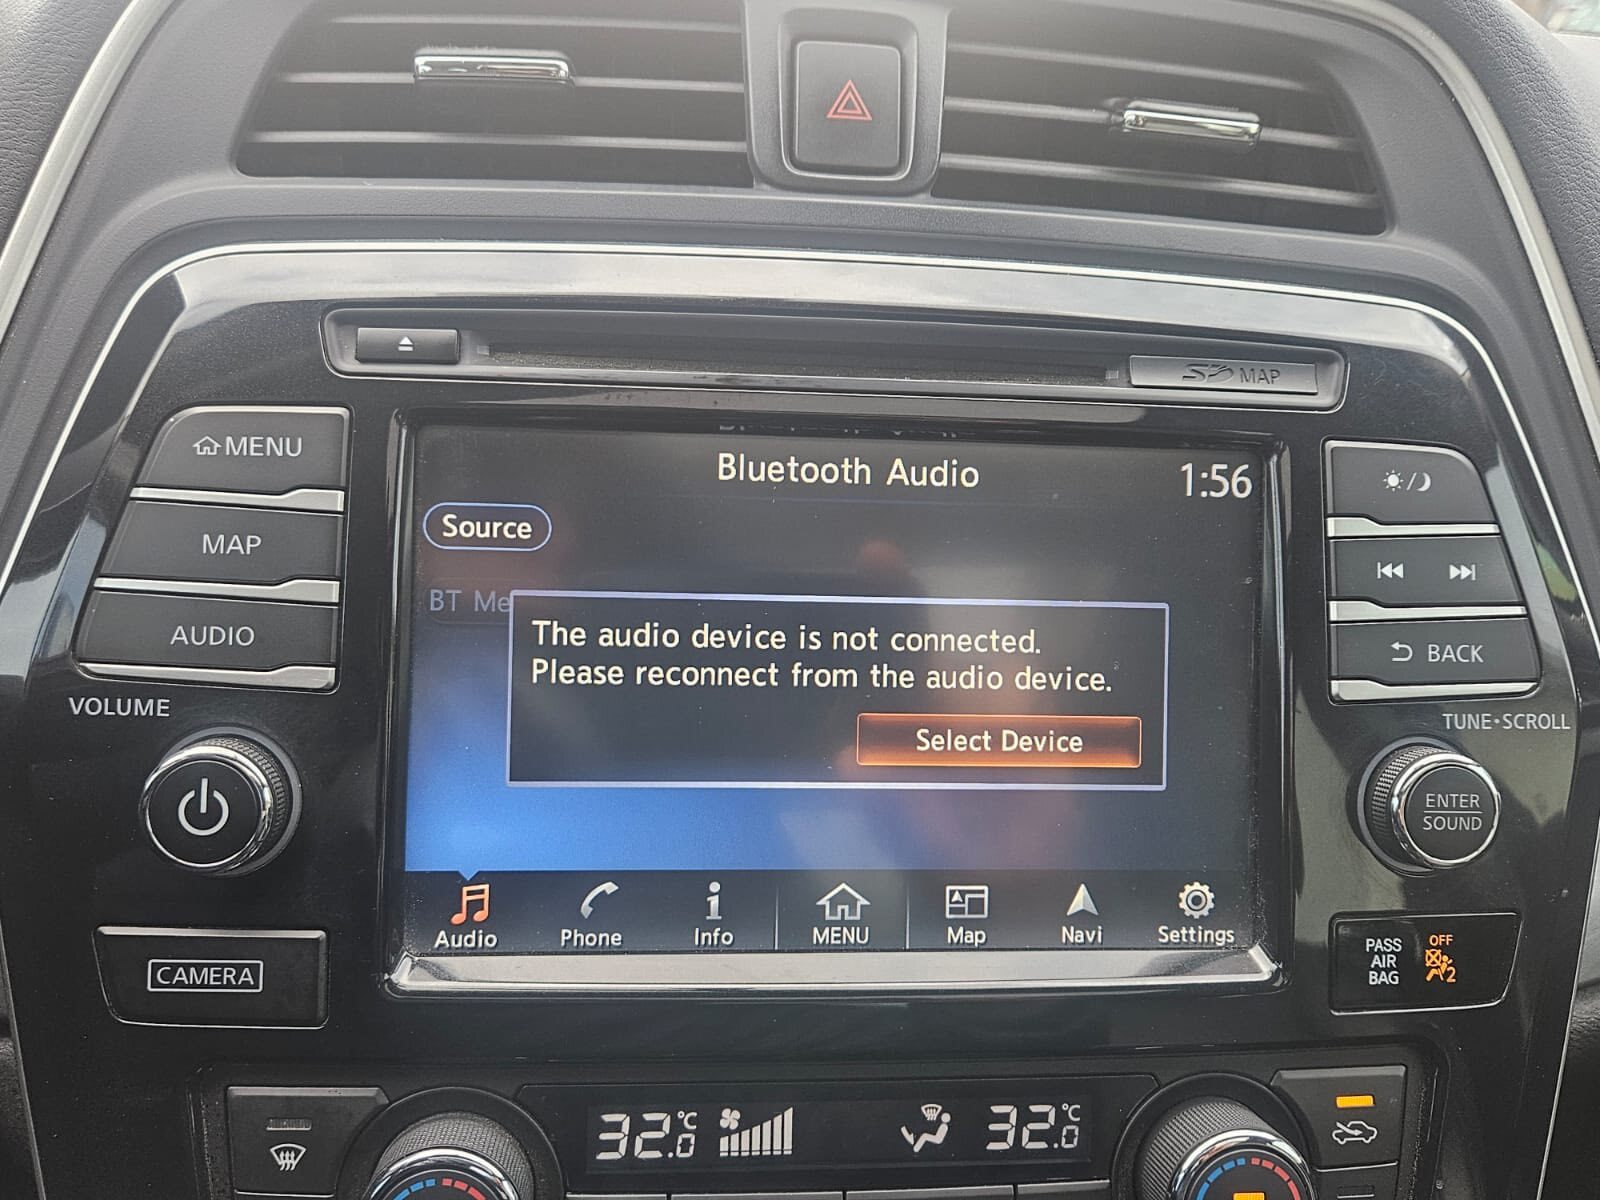 SD MAP
MENU
MAP
AUDIO
VOLUME
CAMERA
Bluetooth Audio
1:56
Source
BT Me
The audio device is not connected.
Please reconnect from the audio device.
Select Device
Audio
Phone
Info
MENU
Map
Navi
Settings
BACK
TUNE·SCROLL
ENTER
SOUND
PASS
AIR
BAG
OFF
2
32.0°C
32.0°C